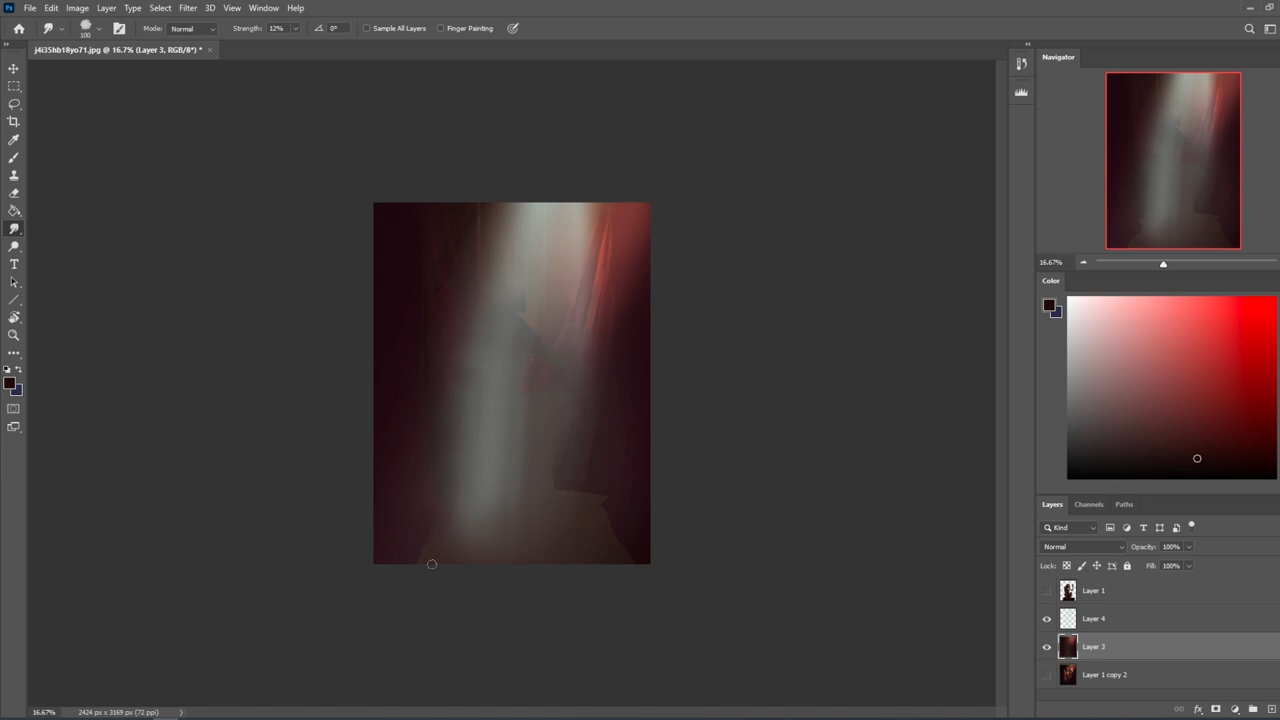 Ps File Edit Image Layer Type Select Filter 3D View Window Help
100 Mode: Normal Strength: 12% 0° Sample All Layers Finger Painting
j4i35hb18yo71.jpg @ 16.7% (Layer 3, RGB/8*) * ×
Navigator
16.67%
Color
Layers Channels Paths
Kind
Normal Opacity: 100%
Lock: Fill: 100%
Layer 1
Layer 4
Layer 3
Layer 1 copy 2
16.67% 2424 px x 3169 px (72 ppi)